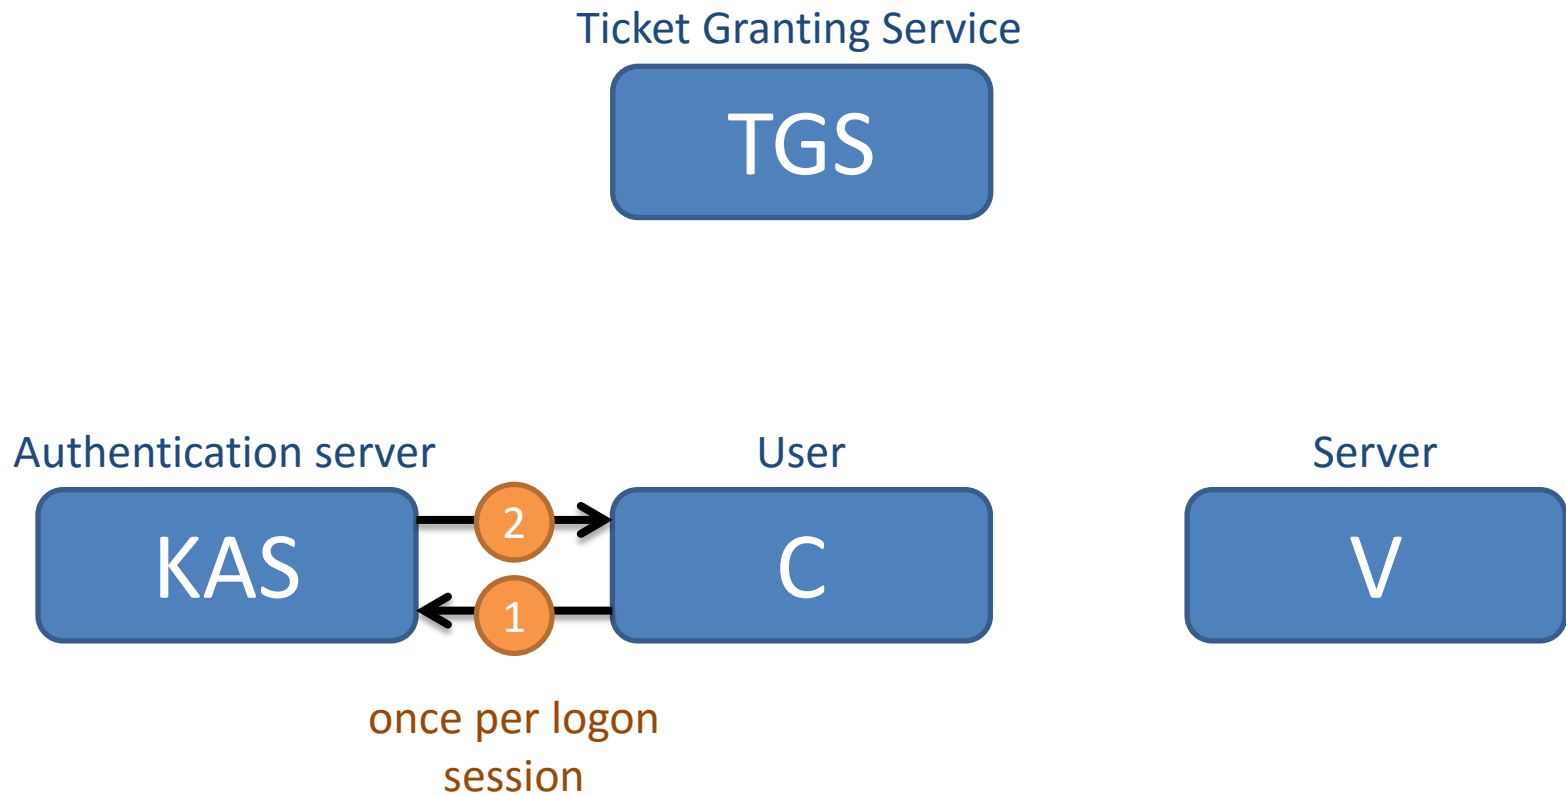 Ticket Granting Service
TGS
Authentication server
User
Server
KAS
2
1
C
V
once per logon
session